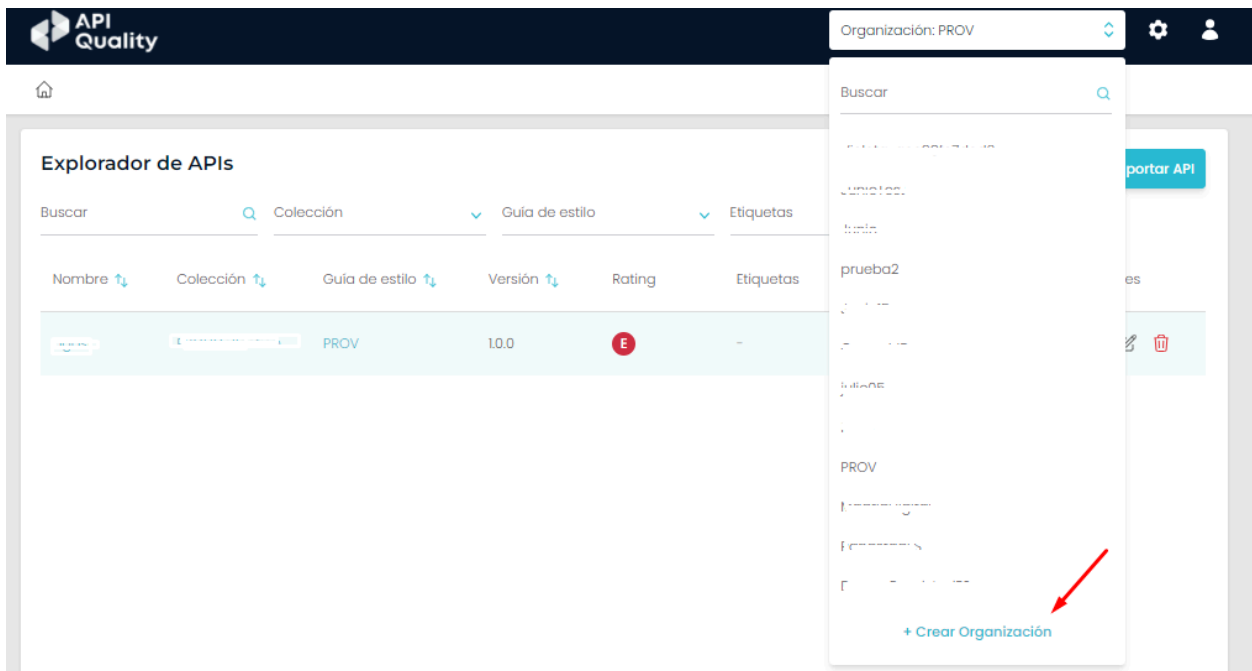 API
Quality
Organización: PROV
Buscar
Explorador de APIs
portar API
Buscar
Colección
Guía de estilo
Etiquetas
prueba2
Nombre
Colección
Guía de estilo
Versión
Rating
Etiquetas
es
PROV
1.0.0
E
-
julio05
PROV
+ Crear Organización